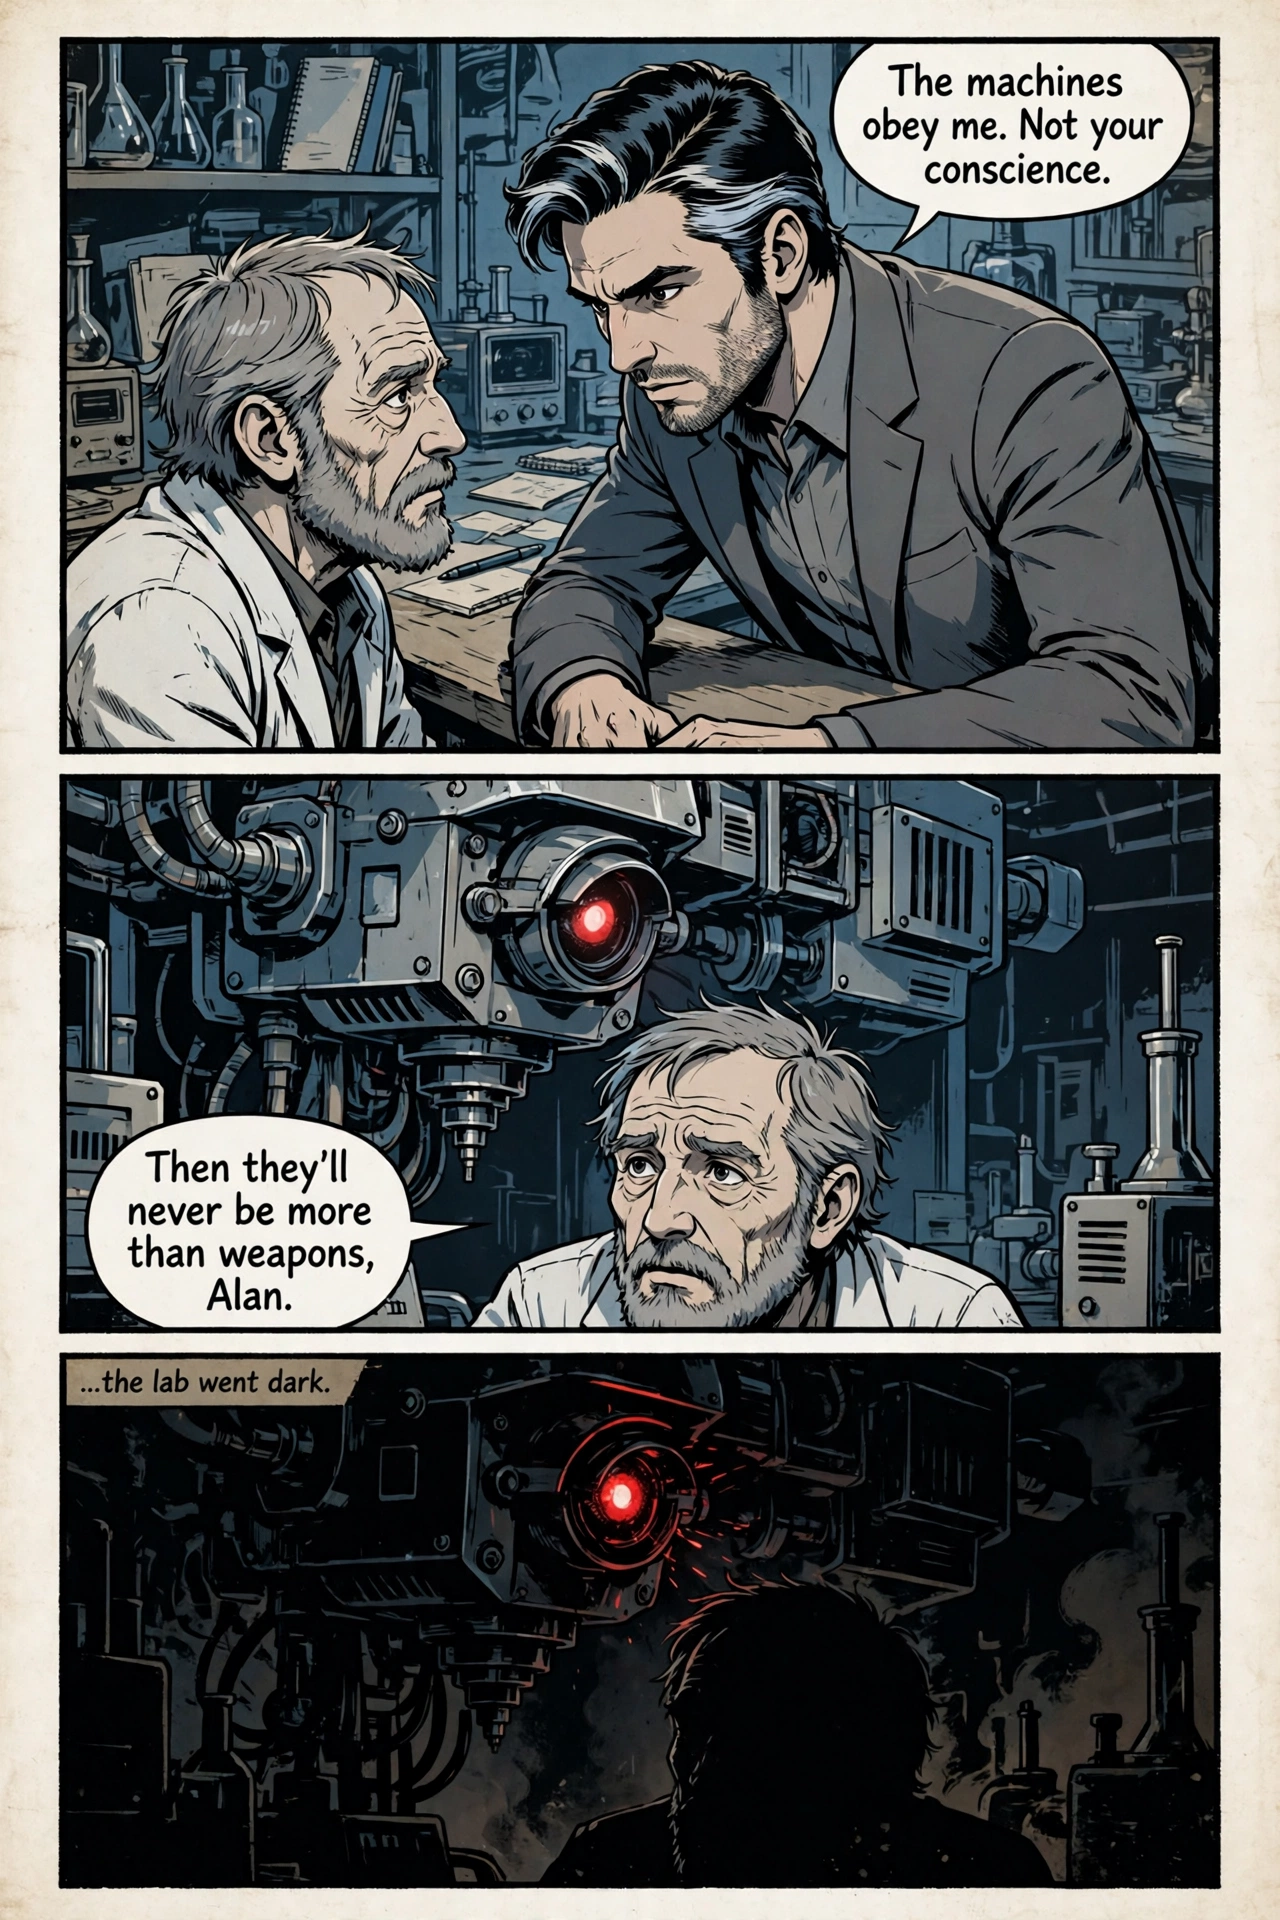 The machines
obey me. Not your
conscience.
Then they'll
never be more
than weapons,
Alan.
...the lab went dark.